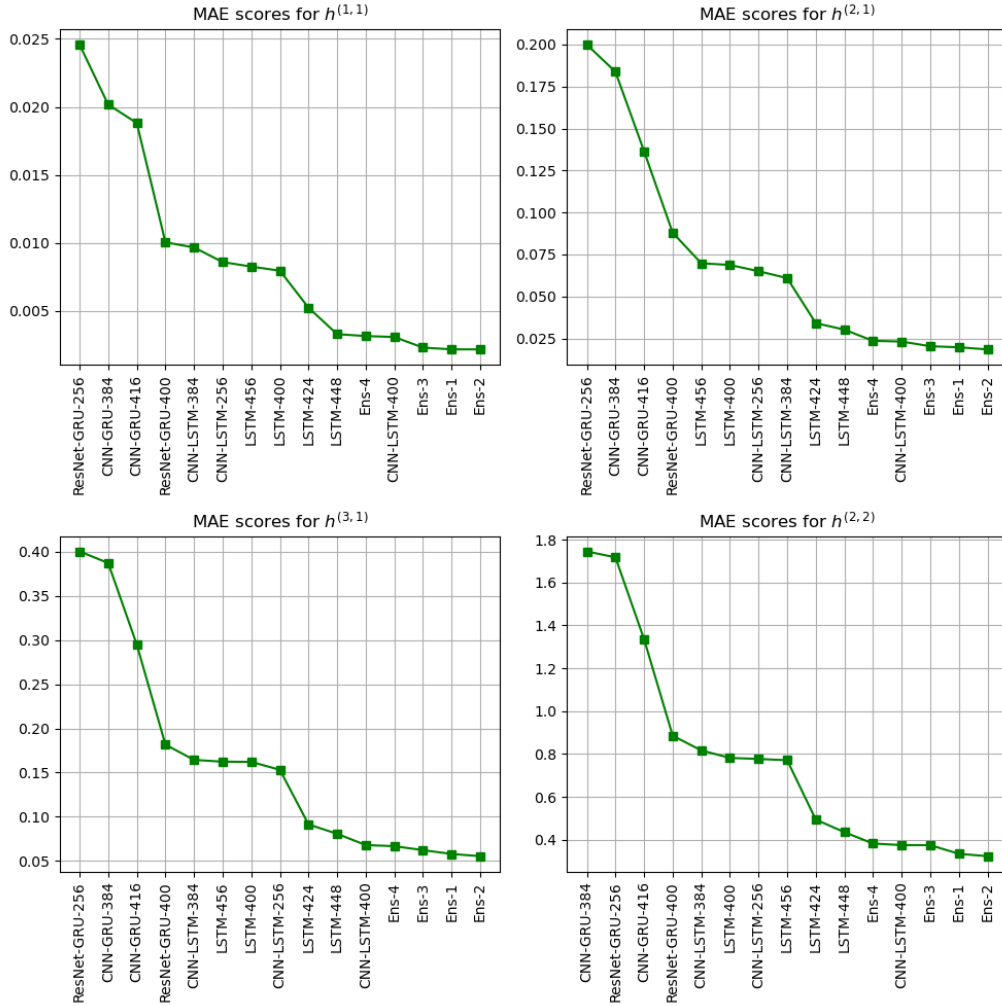 MAE scores for h^(1,1)
0.025
0.020
0.015
0.010
0.005
ResNet-GRU-256
CNN-GRU-384
CNN-GRU-416
ResNet-GRU-400
CNN-LSTM-384
CNN-LSTM-256
LSTM-456
LSTM-400
LSTM-424
LSTM-448
Ens-4
CNN-LSTM-400
Ens-3
Ens-1
Ens-2
MAE scores for h^(2,1)
0.200
0.175
0.150
0.125
0.100
0.075
0.050
0.025
ResNet-GRU-256
CNN-GRU-384
CNN-GRU-416
ResNet-GRU-400
LSTM-456
LSTM-400
CNN-LSTM-256
CNN-LSTM-384
LSTM-424
LSTM-448
Ens-4
CNN-LSTM-400
Ens-3
Ens-1
Ens-2
MAE scores for h^(3,1)
0.40
0.35
0.30
0.25
0.20
0.15
0.10
0.05
ResNet-GRU-256
CNN-GRU-384
CNN-GRU-416
ResNet-GRU-400
CNN-LSTM-384
LSTM-456
LSTM-400
CNN-LSTM-256
LSTM-424
LSTM-448
CNN-LSTM-400
Ens-4
Ens-3
Ens-1
Ens-2
MAE scores for h^(2,2)
1.8
1.6
1.4
1.2
1.0
0.8
0.6
0.4
CNN-GRU-384
ResNet-GRU-256
CNN-GRU-416
ResNet-GRU-400
CNN-LSTM-384
LSTM-400
CNN-LSTM-256
LSTM-456
LSTM-424
LSTM-448
Ens-4
CNN-LSTM-400
Ens-3
Ens-1
Ens-2